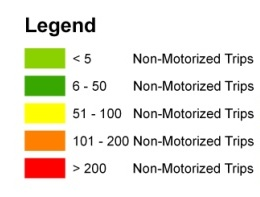 Legend
< 5 Non-Motorized Trips
6 - 50 Non-Motorized Trips
51 - 100 Non-Motorized Trips
101 - 200 Non-Motorized Trips
> 200 Non-Motorized Trips